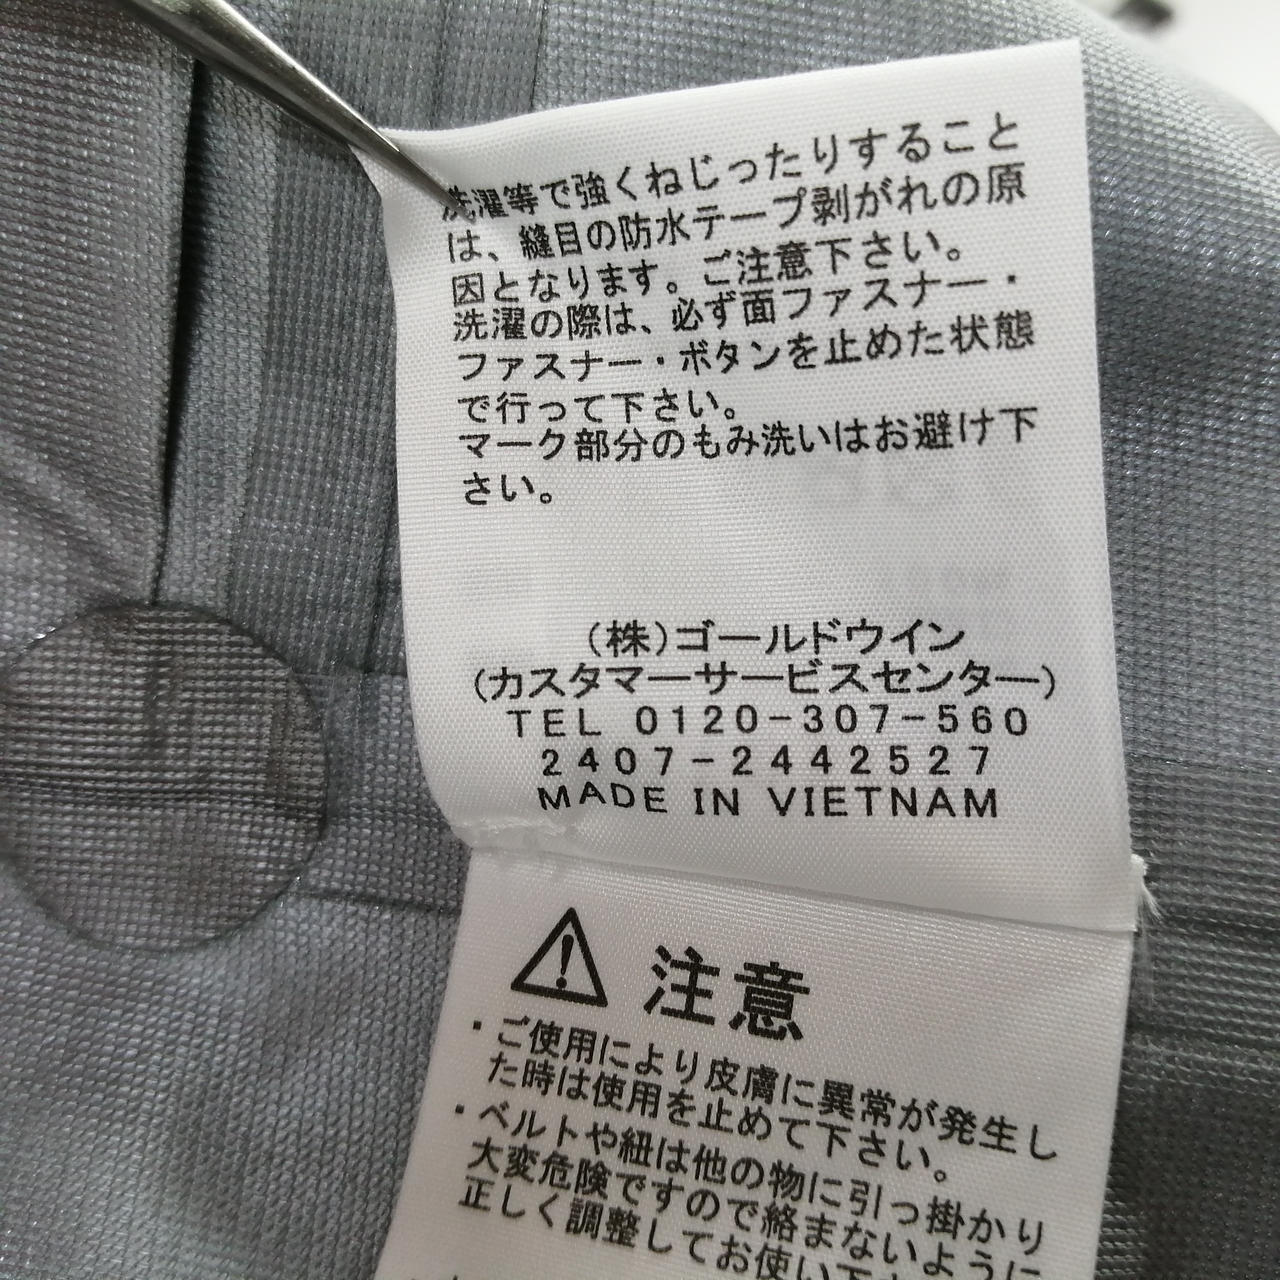 洗濯等で強くねじったりすること
は、縫目の防水テープ剥がれの原
因となります。ご注意下さい。
洗濯の際は、必ず面ファスナー・
ファスナー・ボタンを止めた状態
で行って下さい。
マーク部分のもみ洗いはお避け下
さい。
(株)ゴールドウイン
(カスタマーサービスセンター)
TEL 0120-307-560
2407-2442527
MADE IN VIETNAM
注意
・ご使用により皮膚に異常が発生し
た時は使用を止めて下さい。
・ベルトや紐は他の物に引っ掛かり
大変危険ですので絡まないように
正しく調整してお使い下